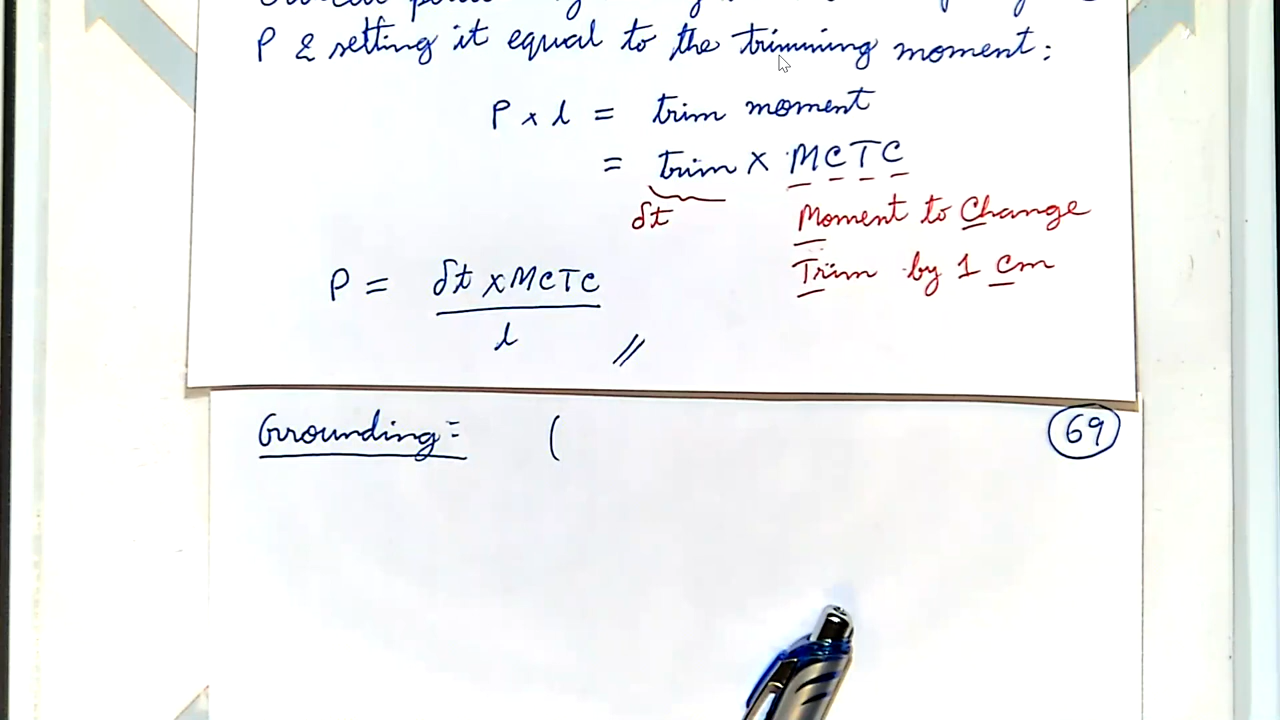 P & setting it equal to the trimming moment :
P x l = trim moment
= trim x MCTC
δt
Moment to Change
Trim by 1 cm
P = δt x MCTC
l //
Grounding := (
69